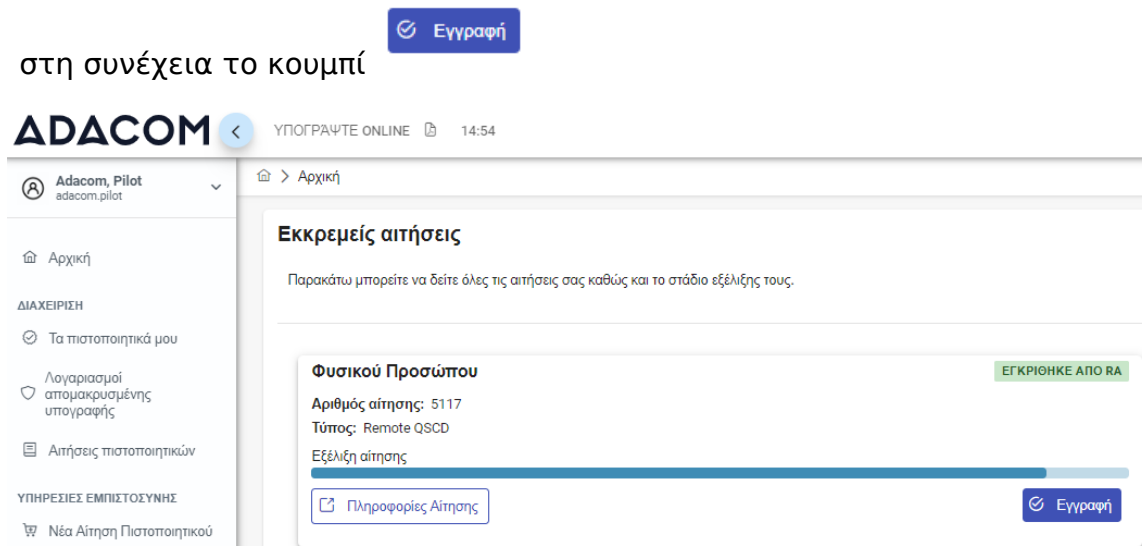 Εγγραφή
στη συνέχεια το κουμπί
ADACOM
ΥΠΟΓΡΑΨΤΕ ONLINE 14:54
Adacom, Pilot
adacom.pilot
Αρχική
Αρχική
ΔΙΑΧΕΙΡΙΣΗ
Τα πιστοποιητικά μου
Λογαριασμοί
απομακρυσμένης
υπογραφής
Αιτήσεις πιστοποιητικών
ΥΠΗΡΕΣΙΕΣ ΕΜΠΙΣΤΟΣΥΝΗΣ
Νέα Αίτηση Πιστοποιητικού
Εκκρεμείς αιτήσεις
Παρακάτω μπορείτε να δείτε όλες τις αιτήσεις σας καθώς και το στάδιο εξέλιξης τους.
Φυσικού Προσώπου
ΕΓΚΡΙΘΗΚΕ ΑΠΟ RA
Αριθμός αίτησης: 5117
Τύπος: Remote QSCD
Εξέλιξη αίτησης
Πληροφορίες Αίτησης
Εγγραφή